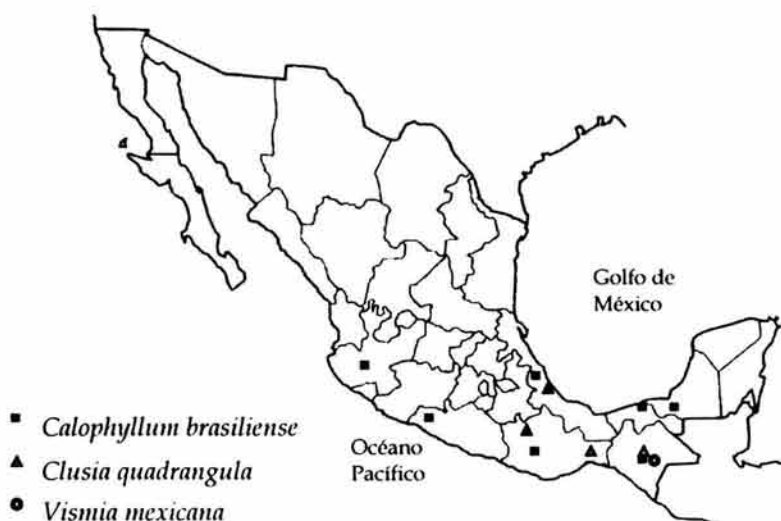 Golfo de
México
Calophyllum brasiliense
Clusia quadrangula
Vismia mexicana
Océano
Pacífico